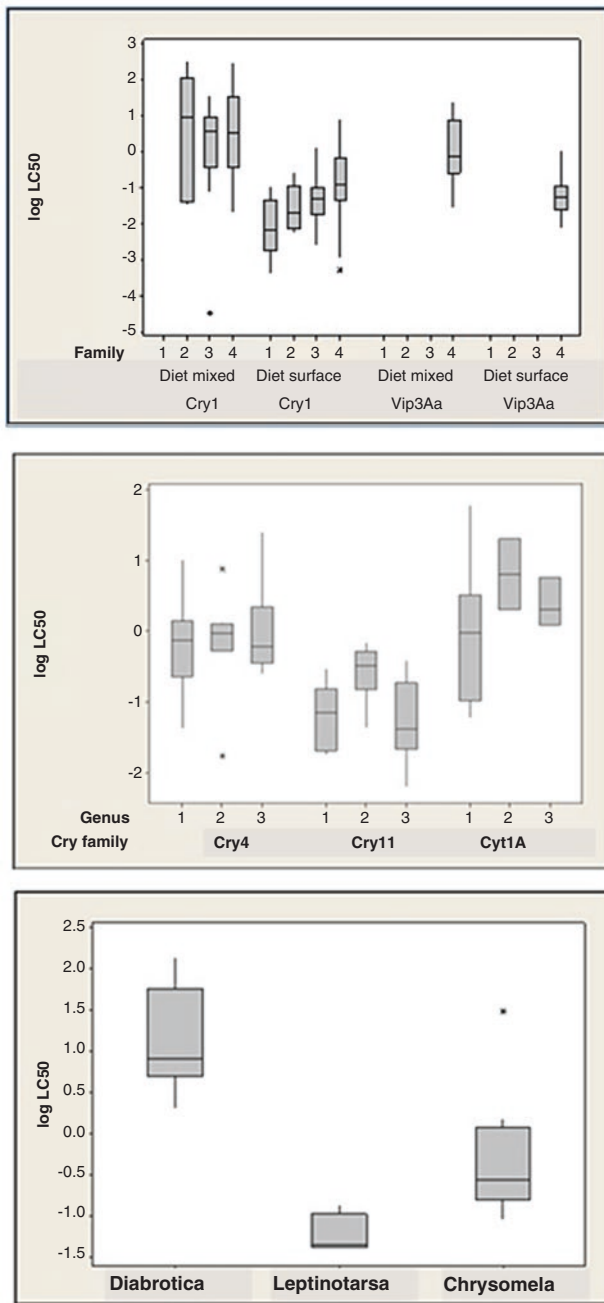 3
2
1
0
-1
-2
-3
-4
-5
log LC50
Family 1 2 3 4 1 2 3 4 1 2 3 4 1 2 3 4
Diet mixed Diet surface Diet mixed Diet surface
Cry1 Cry1 Vip3Aa Vip3Aa
2
1
0
-1
-2
log LC50
Genus 1 2 3 1 2 3 1 2 3
Cry family Cry4 Cry11 Cyt1A
2.5
2.0
1.5
1.0
0.5
0.0
-0.5
-1.0
-1.5
log LC50
Diabrotica Leptinotarsa Chrysomela